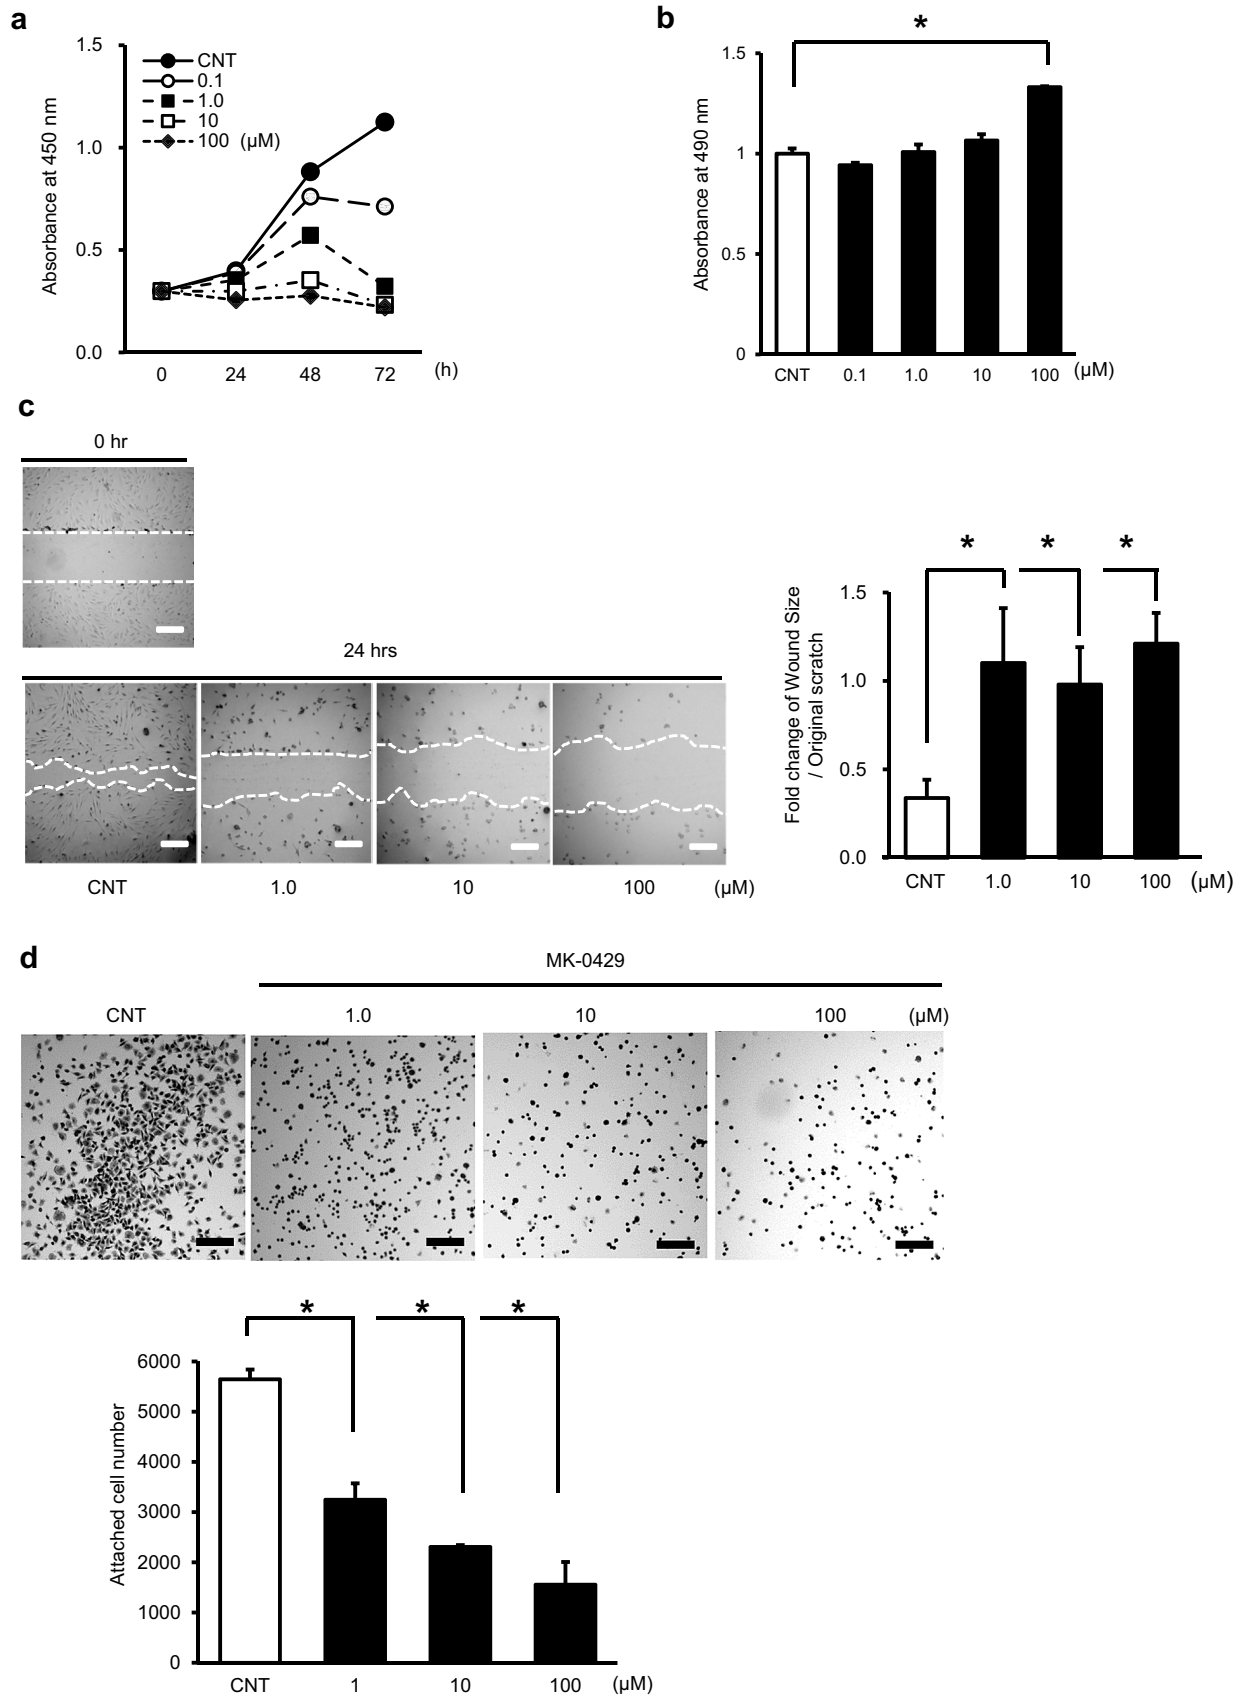 a
1.5
1.0
0.5
0.0
Absorbance at 450 nm
CNT
0.1
1.0
10
100 (µM)
0 24 48 72 (h)
b
*
1.5
1
0.5
0
Absorbance at 490 nm
CNT 0.1 1.0 10 100 (µM)
c
0 hr
24 hrs
CNT 1.0 10 100 (µM)
* * *
1.5
1.0
0.5
0.0
Fold change of Wound Size
/ Original scratch
CNT 1.0 10 100 (µM)
d
MK-0429
CNT 1.0 10 100 (µM)
* * *
6000
5000
4000
3000
2000
1000
0
Attached cell number
CNT 1 10 100 (µM)